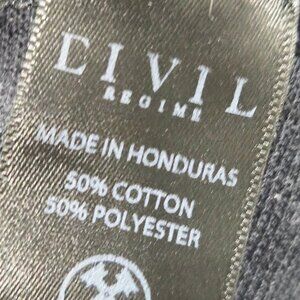 CIVIL
REGIME
MADE IN HONDURAS
50% COTTON
50% POLYESTER